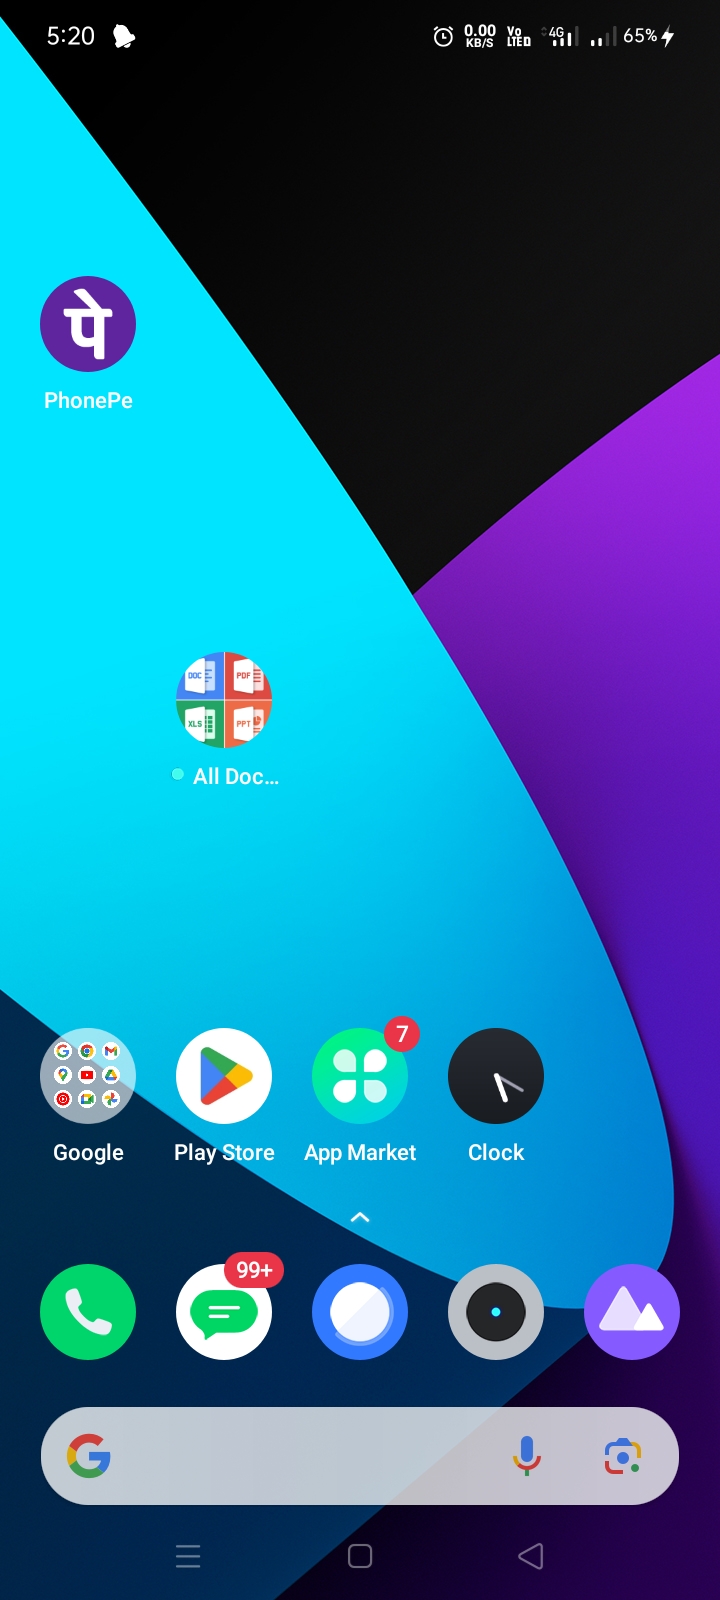 5:20 0.00 KB/S Vo LTE D 4G 65%
पे
PhonePe
DOC PDF
XLS PPT
All Doc...
7
Google Play Store App Market Clock
99+